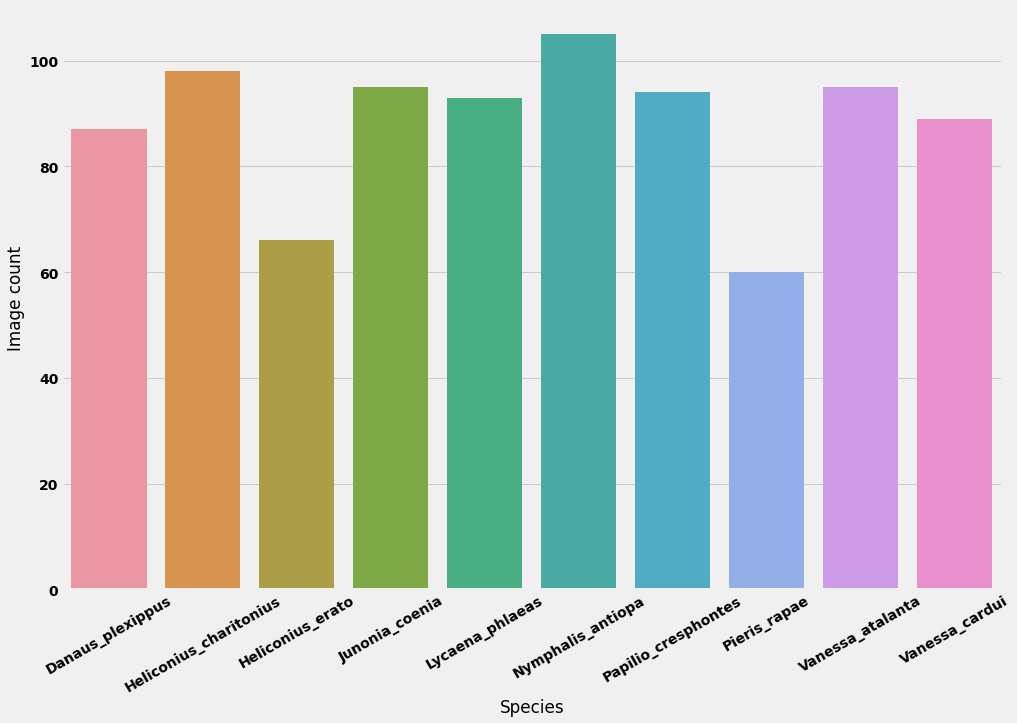 Image count
100
80
60
40
20
0
Danaus_plexippus
Heliconius_charitonius
Heliconius_erato
Junonia_coenia
Lycaena_phlaeas
Nymphalis_antiopa
Papilio_cresphontes
Pieris_rapae
Vanessa_atalanta
Vanessa_cardui
Species